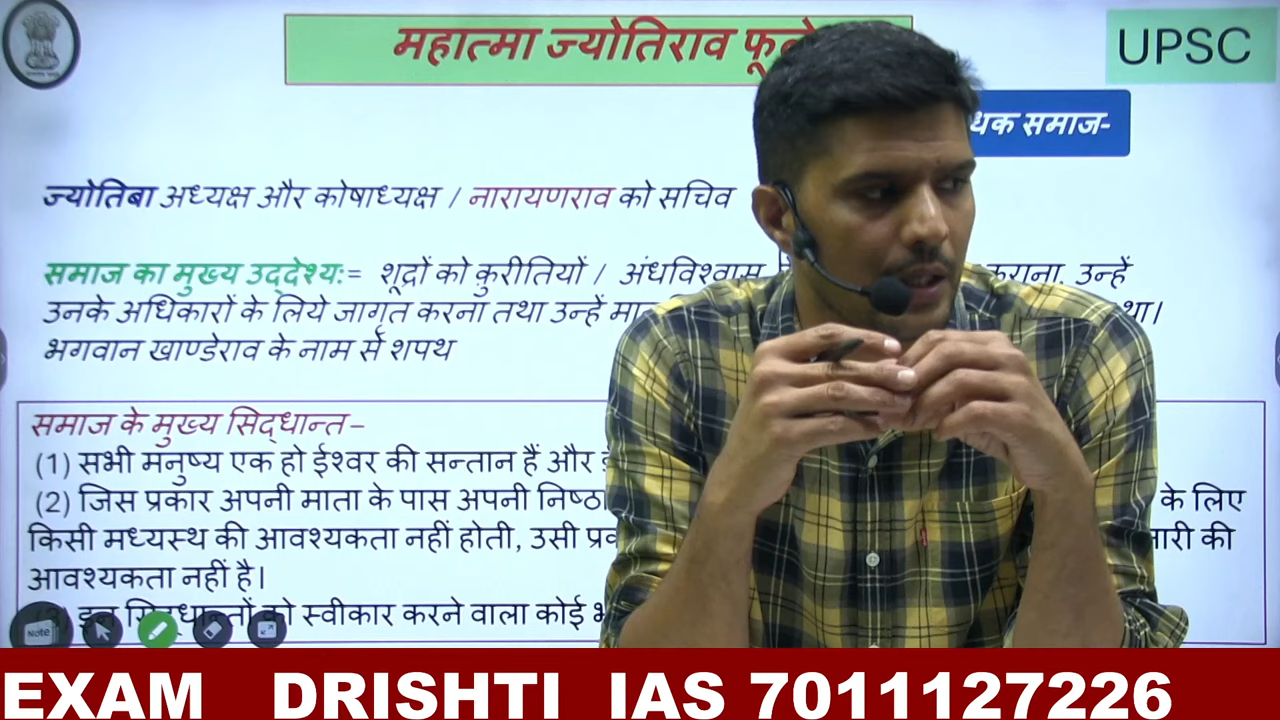 महात्मा ज्योतिराव
UPSC
समाज-
ज्योतिबा अध्यक्ष और कोषाध्यक्ष / नारायणराव को सचिव
समाज का मुख्य उद्देश्य:= शूद्रों को कुरीतियों / अंधविश्वास कराना, उन्हें
उनके अधिकारों के लिये जागृत करना तथा उन्हें था।
भगवान खाण्डेराव के नाम से शपथ
समाज के मुख्य सिद्धान्त–
(1) सभी मनुष्य एक हो ईश्वर की सन्तान हैं और
(2) जिस प्रकार अपनी माता के पास अपनी के लिए
किसी मध्यस्थ की आवश्यकता नहीं होती, उसी की
आवश्यकता नहीं है।
को स्वीकार करने वाला कोई
Note
EXAM DRISHTI IAS 7011127226